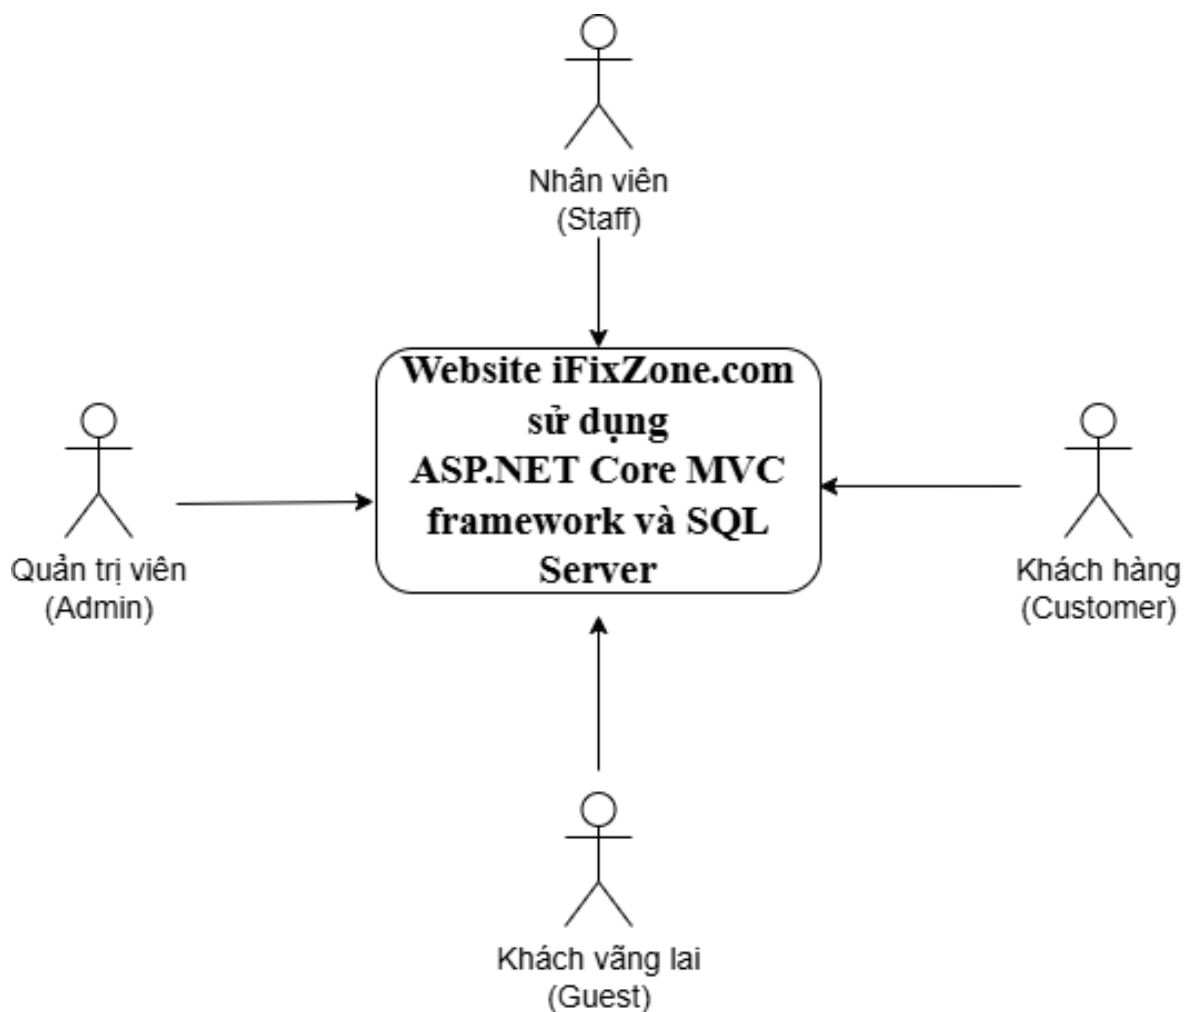 Nhân viên
(Staff)
Website iFixZone.com
sử dụng
ASP.NET Core MVC
framework và SQL
Server
Quản trị viên
(Admin)
Khách hàng
(Customer)
Khách vãng lai
(Guest)